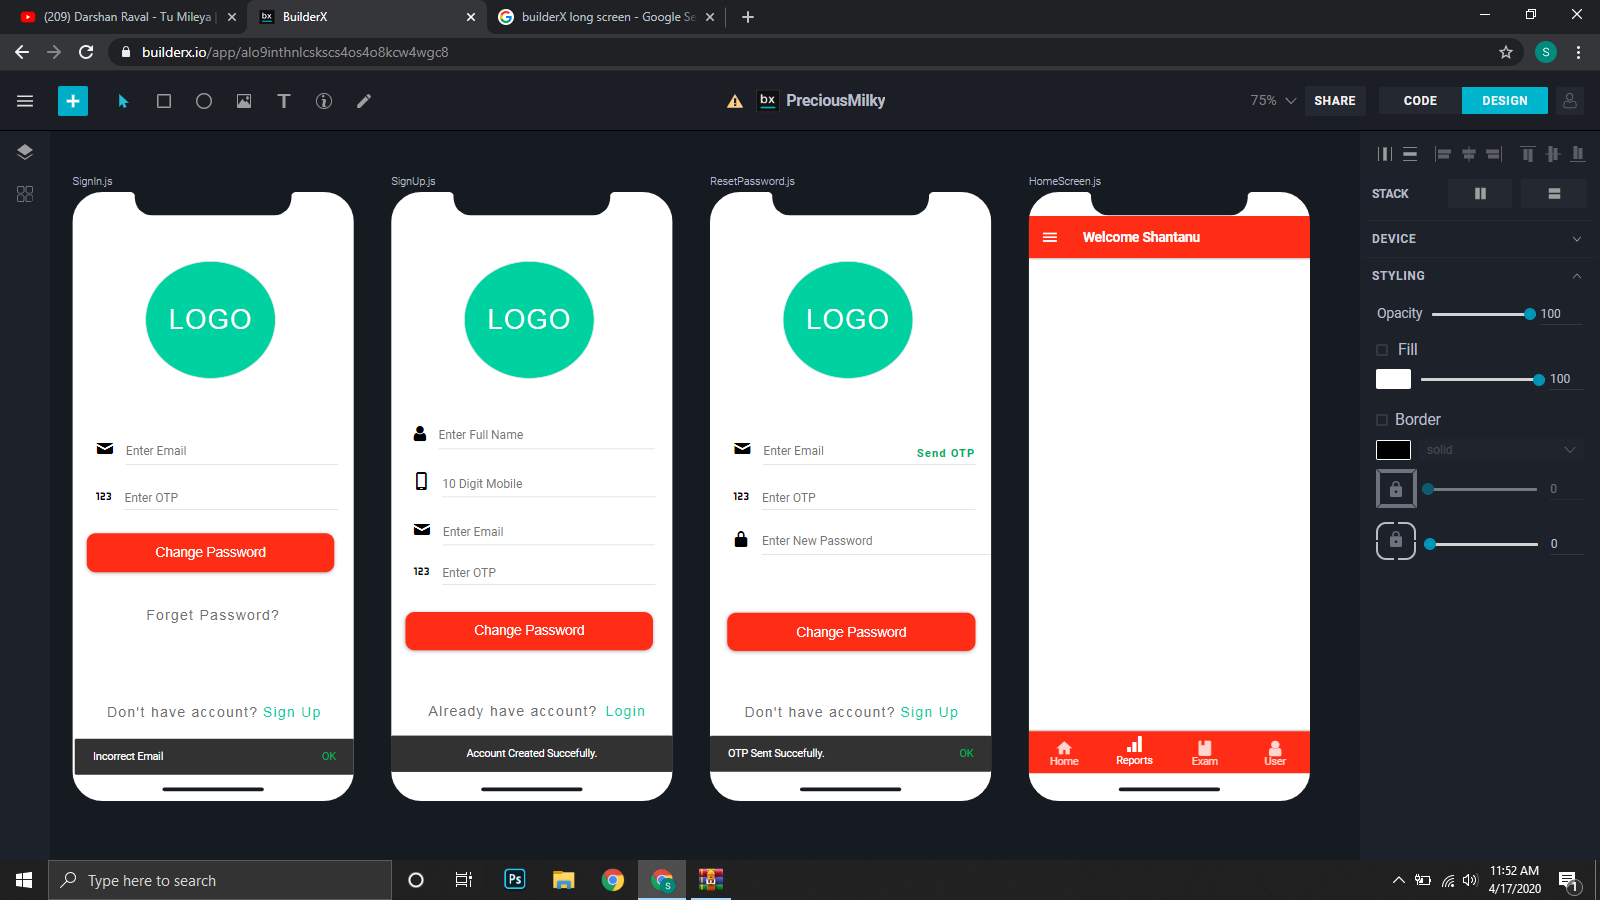 (209) Darshan Raval - Tu Mileya
BuilderX
builderX long screen - Google Se
builderx.io/app/alo9inthnlcskscs4os4o8kcw4wgc8
S
bx PreciousMilky
75%
SHARE
CODE
DESIGN
SignIn.js
LOGO
Enter Email
123 Enter OTP
Change Password
Forget Password?
Don't have account? Sign Up
Incorrect Email OK
SignUp.js
LOGO
Enter Full Name
10 Digit Mobile
Enter Email
123 Enter OTP
Change Password
Already have account? Login
Account Created Succefully.
ResetPassword.js
LOGO
Enter Email Send OTP
123 Enter OTP
Enter New Password
Change Password
Don't have account? Sign Up
OTP Sent Succefully. OK
HomeScreen.js
Welcome Shantanu
Home Reports Exam User
STACK
DEVICE
STYLING
Opacity 100
Fill
100
Border
solid
0
0
Type here to search
Ps
S
11:52 AM
4/17/2020
1